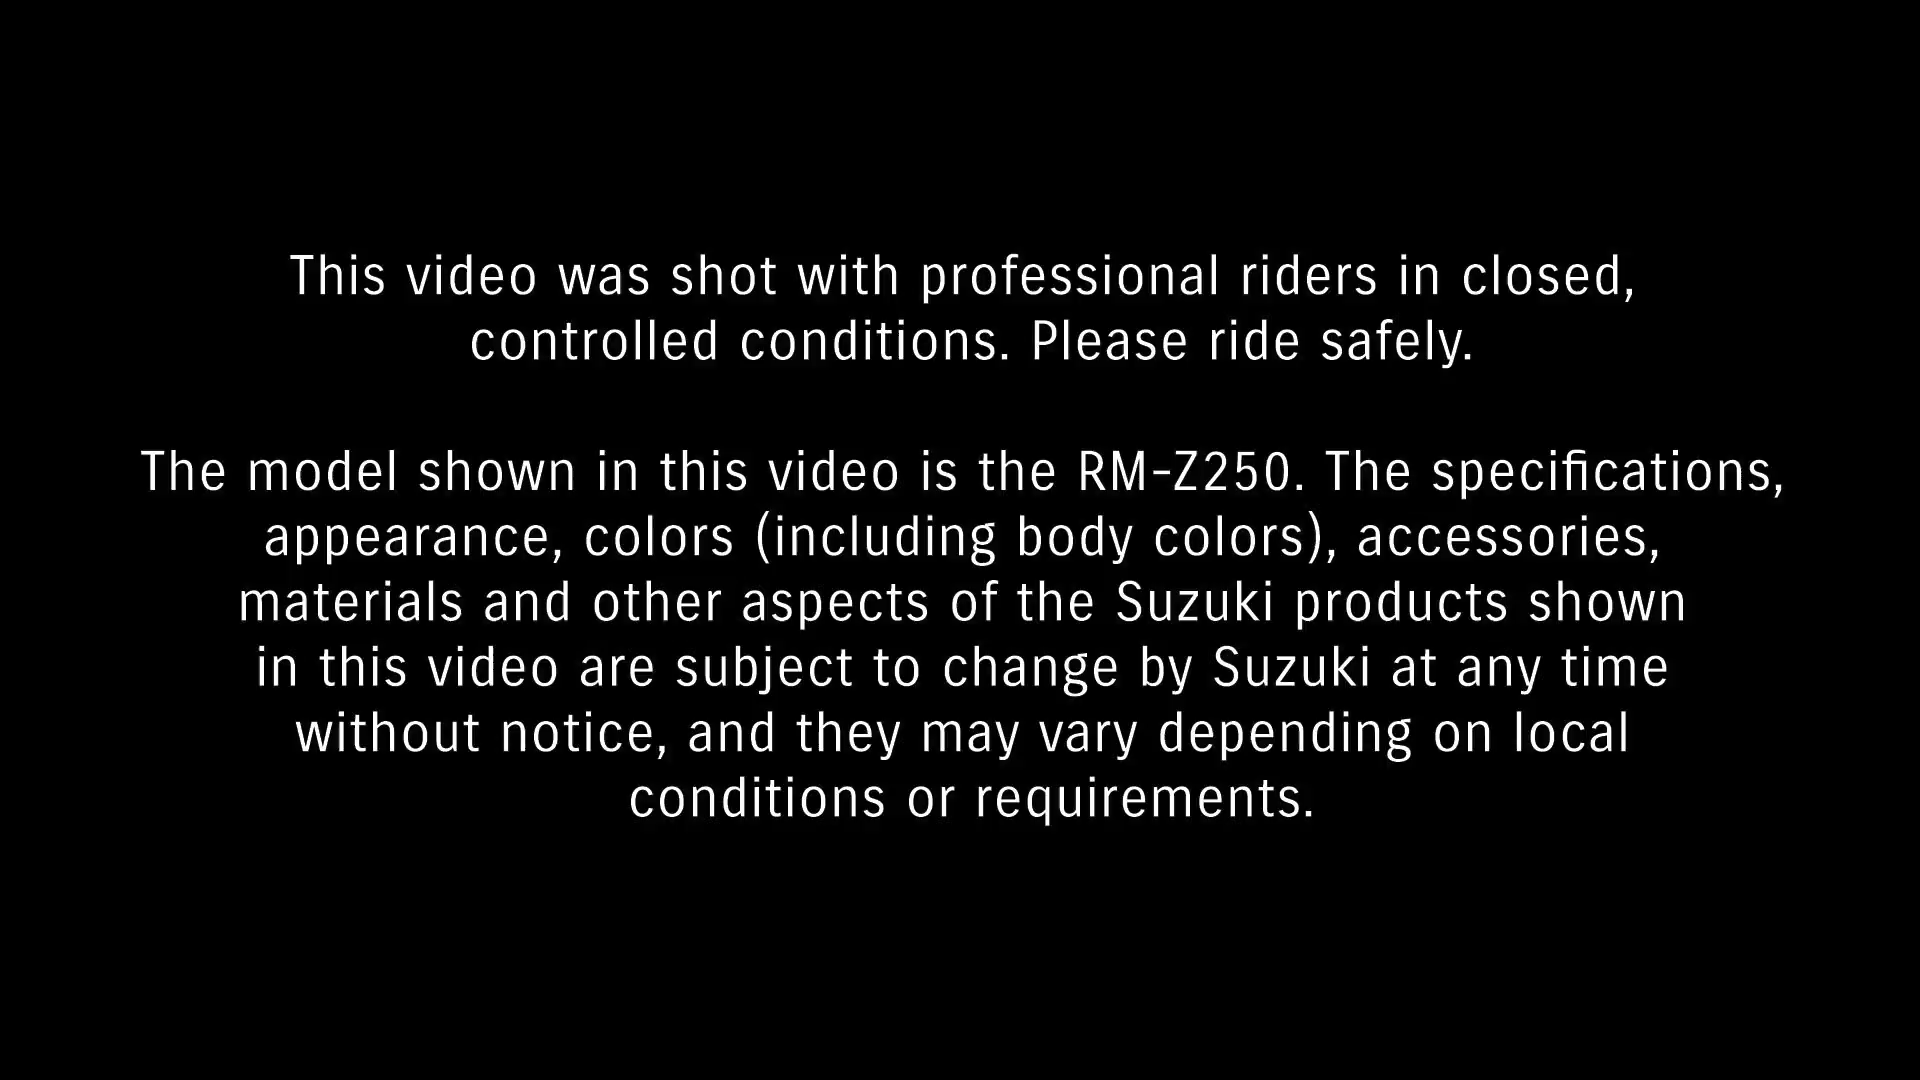 This video was shot with professional riders in closed,
controlled conditions. Please ride safely.
The model shown in this video is the RM-Z250. The specifications,
appearance, colors (including body colors), accessories,
materials and other aspects of the Suzuki products shown
in this video are subject to change by Suzuki at any time
without notice, and they may vary depending on local
conditions or requirements.